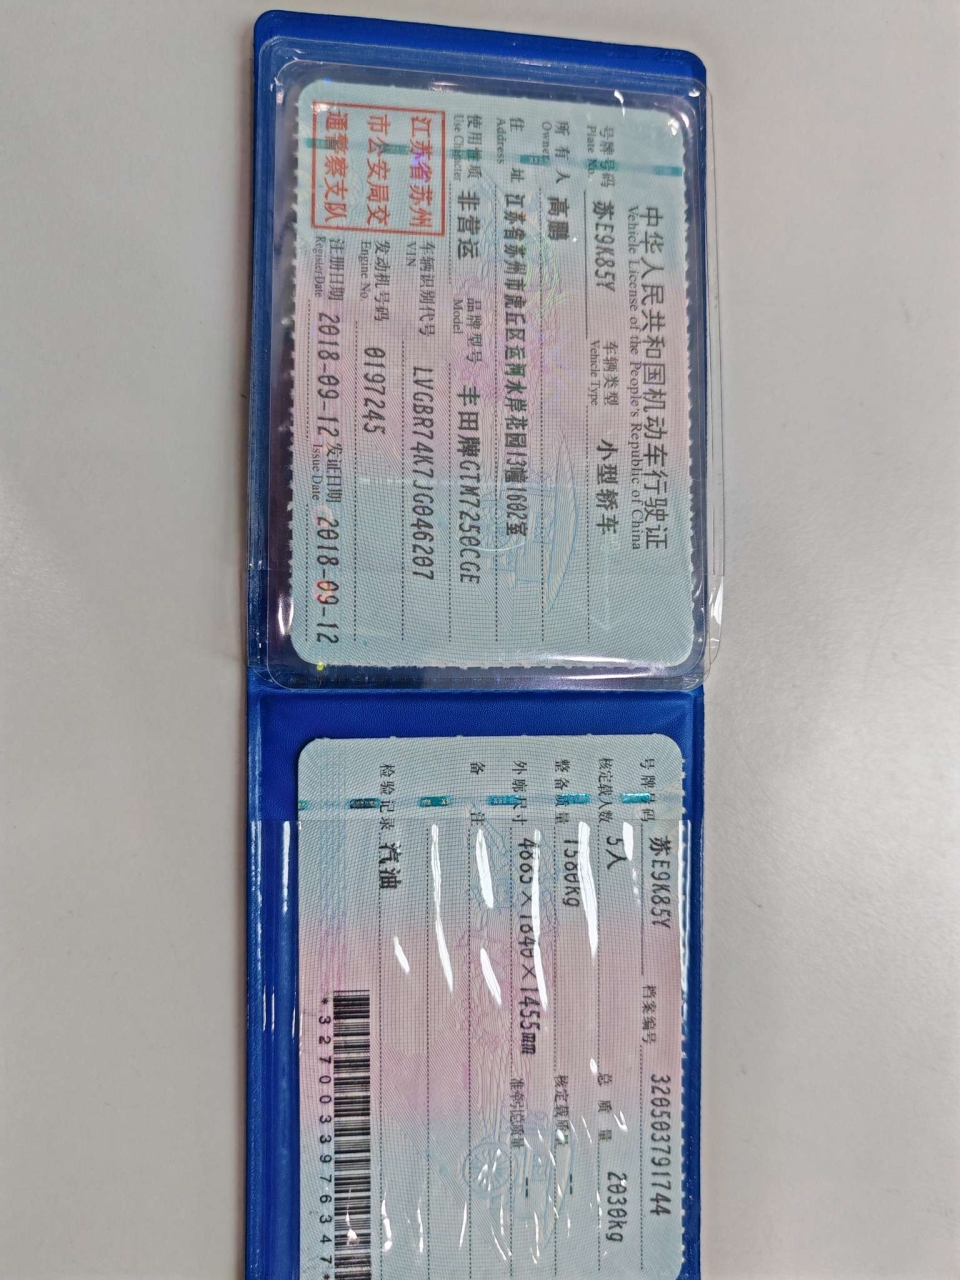 中华人民共和国机动车行驶证
Vehicle License of the People's Republic of China
号牌号码 苏E9K85Y 车辆类型 小型轿车
Plate No. Vehicle Type
所有人 高鹏
Owner
住址 江苏省苏州市虎丘区运河水岸花园13幢1602室
Address
使用性质 非营运 品牌型号 丰田牌GTM7250CGE
Use Character Model
江苏省苏州
市公安局交
通警察支队
车辆识别代号 LVGBR74K7JG046207
VIN
发动机号码 0197245
Engine No.
注册日期 2018-09-12 发证日期 2018-09-12
Register Date Issue Date
号牌号码 苏E9K85Y 档案编号 320503791744
核定载人数 5人 总质量 2030kg
整备质量 1580kg 核定载质量 --
外廓尺寸 4885×1840×1455mm 准牵引总质量 --
备注
检验记录 汽油
*3270033976347*